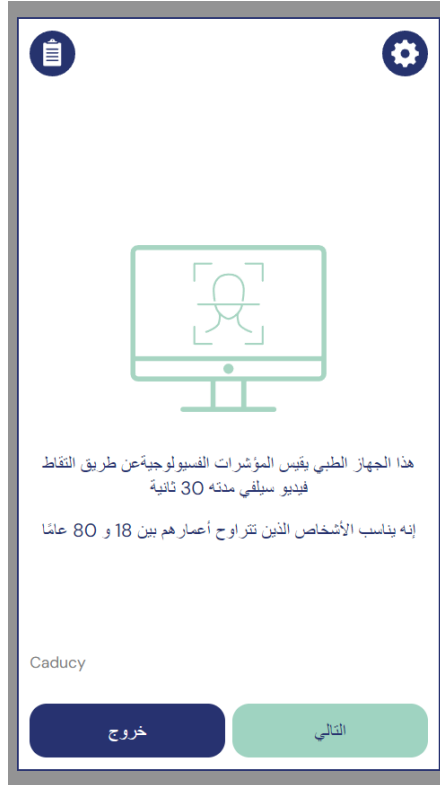 هذا الجهاز الطبي يقيس المؤشرات الفسيولوجيةعن طريق التقاط
فيديو سيلفي مدته 30 ثانية
إنه يناسب الأشخاص الذين تتراوح أعمارهم بين 18 و 80 عامًا
Caducy
التالي
خروج